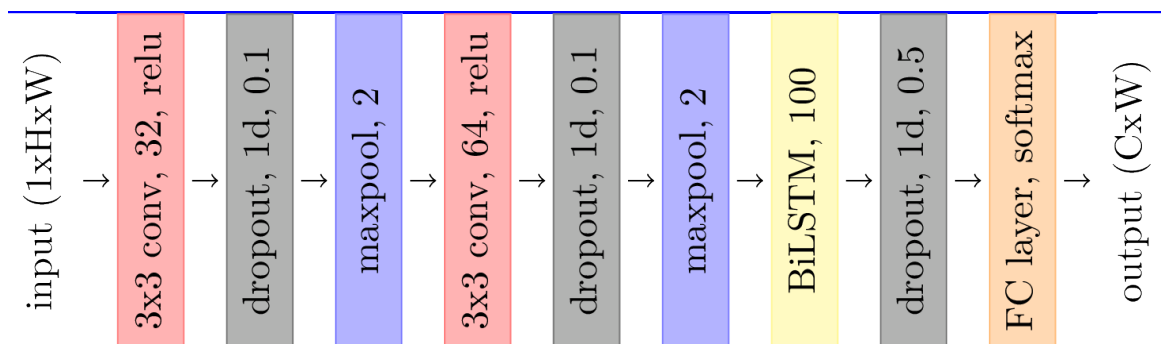 input (1xHxW)
3x3 conv, 32, relu
dropout, 1d, 0.1
maxpool, 2
3x3 conv, 64, relu
dropout, 1d, 0.1
maxpool, 2
BiLSTM, 100
dropout, 1d, 0.5
FC layer, softmax
output (CxW)